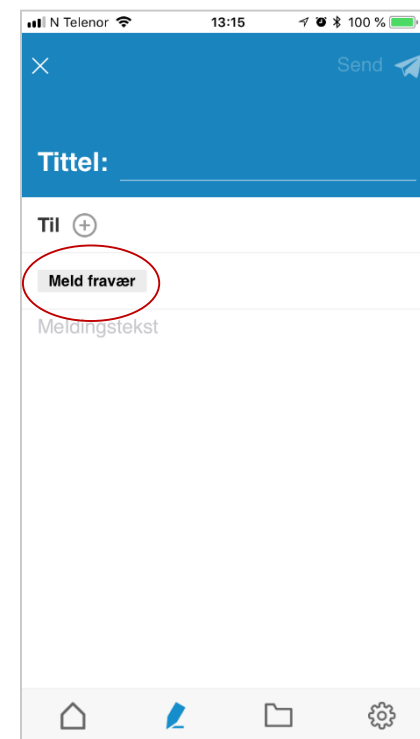 N Telenor 13:15 100 %
Send
Tittel:
Til
Meld fravær
Meldingstekst